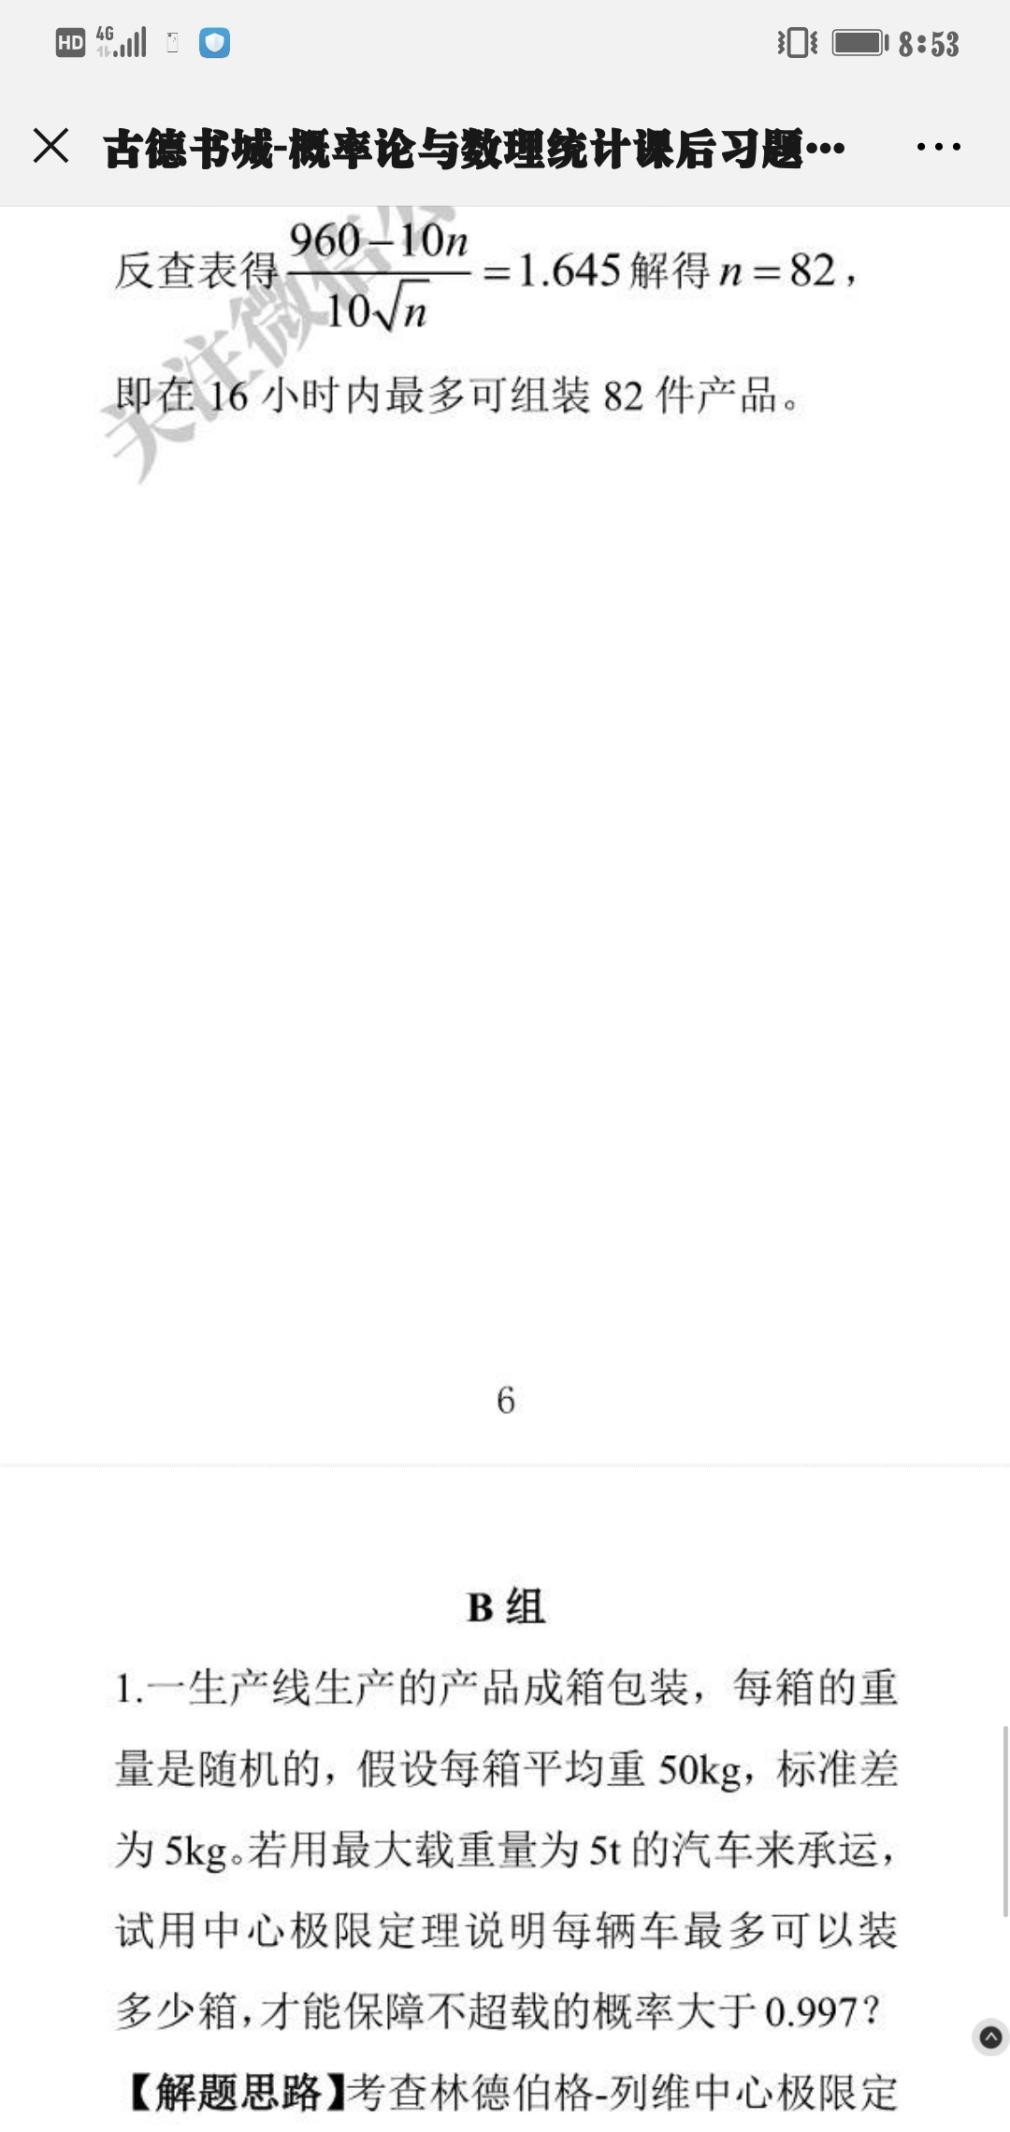 HD 4G 8:53
古德书城-概率论与数理统计课后习题…
关注微信公
反查表得 (960-10n)/(10√n) =1.645 解得 n=82，
即在 16 小时内最多可组装 82 件产品。
6
B 组
1.一生产线生产的产品成箱包装，每箱的重
量是随机的，假设每箱平均重 50kg，标准差
为 5kg。若用最大载重量为 5t 的汽车来承运，
试用中心极限定理说明每辆车最多可以装
多少箱，才能保障不超载的概率大于 0.997？
【解题思路】考查林德伯格-列维中心极限定